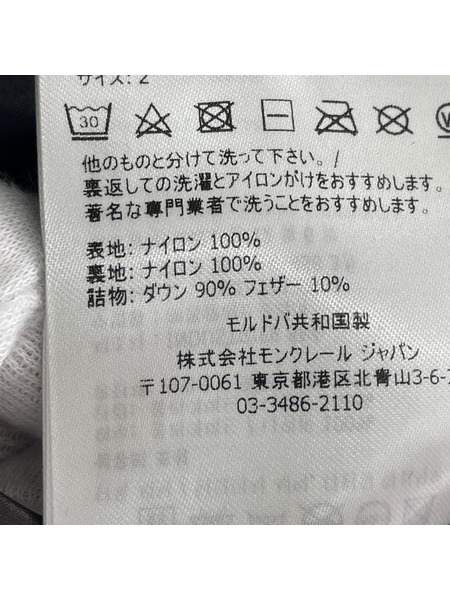 サイズ: 2
30
他のものと分けて洗って下さい。/
裏返しての洗濯とアイロンがけをおすすめします。
著名な専門業者で洗うことをおすすめします。
表地: ナイロン 100%
裏地: ナイロン 100%
詰物: ダウン 90% フェザー 10%
モルドバ共和国製
株式会社モンクレール ジャパン
〒107-0061 東京都港区北青山3-6-
03-3486-2110